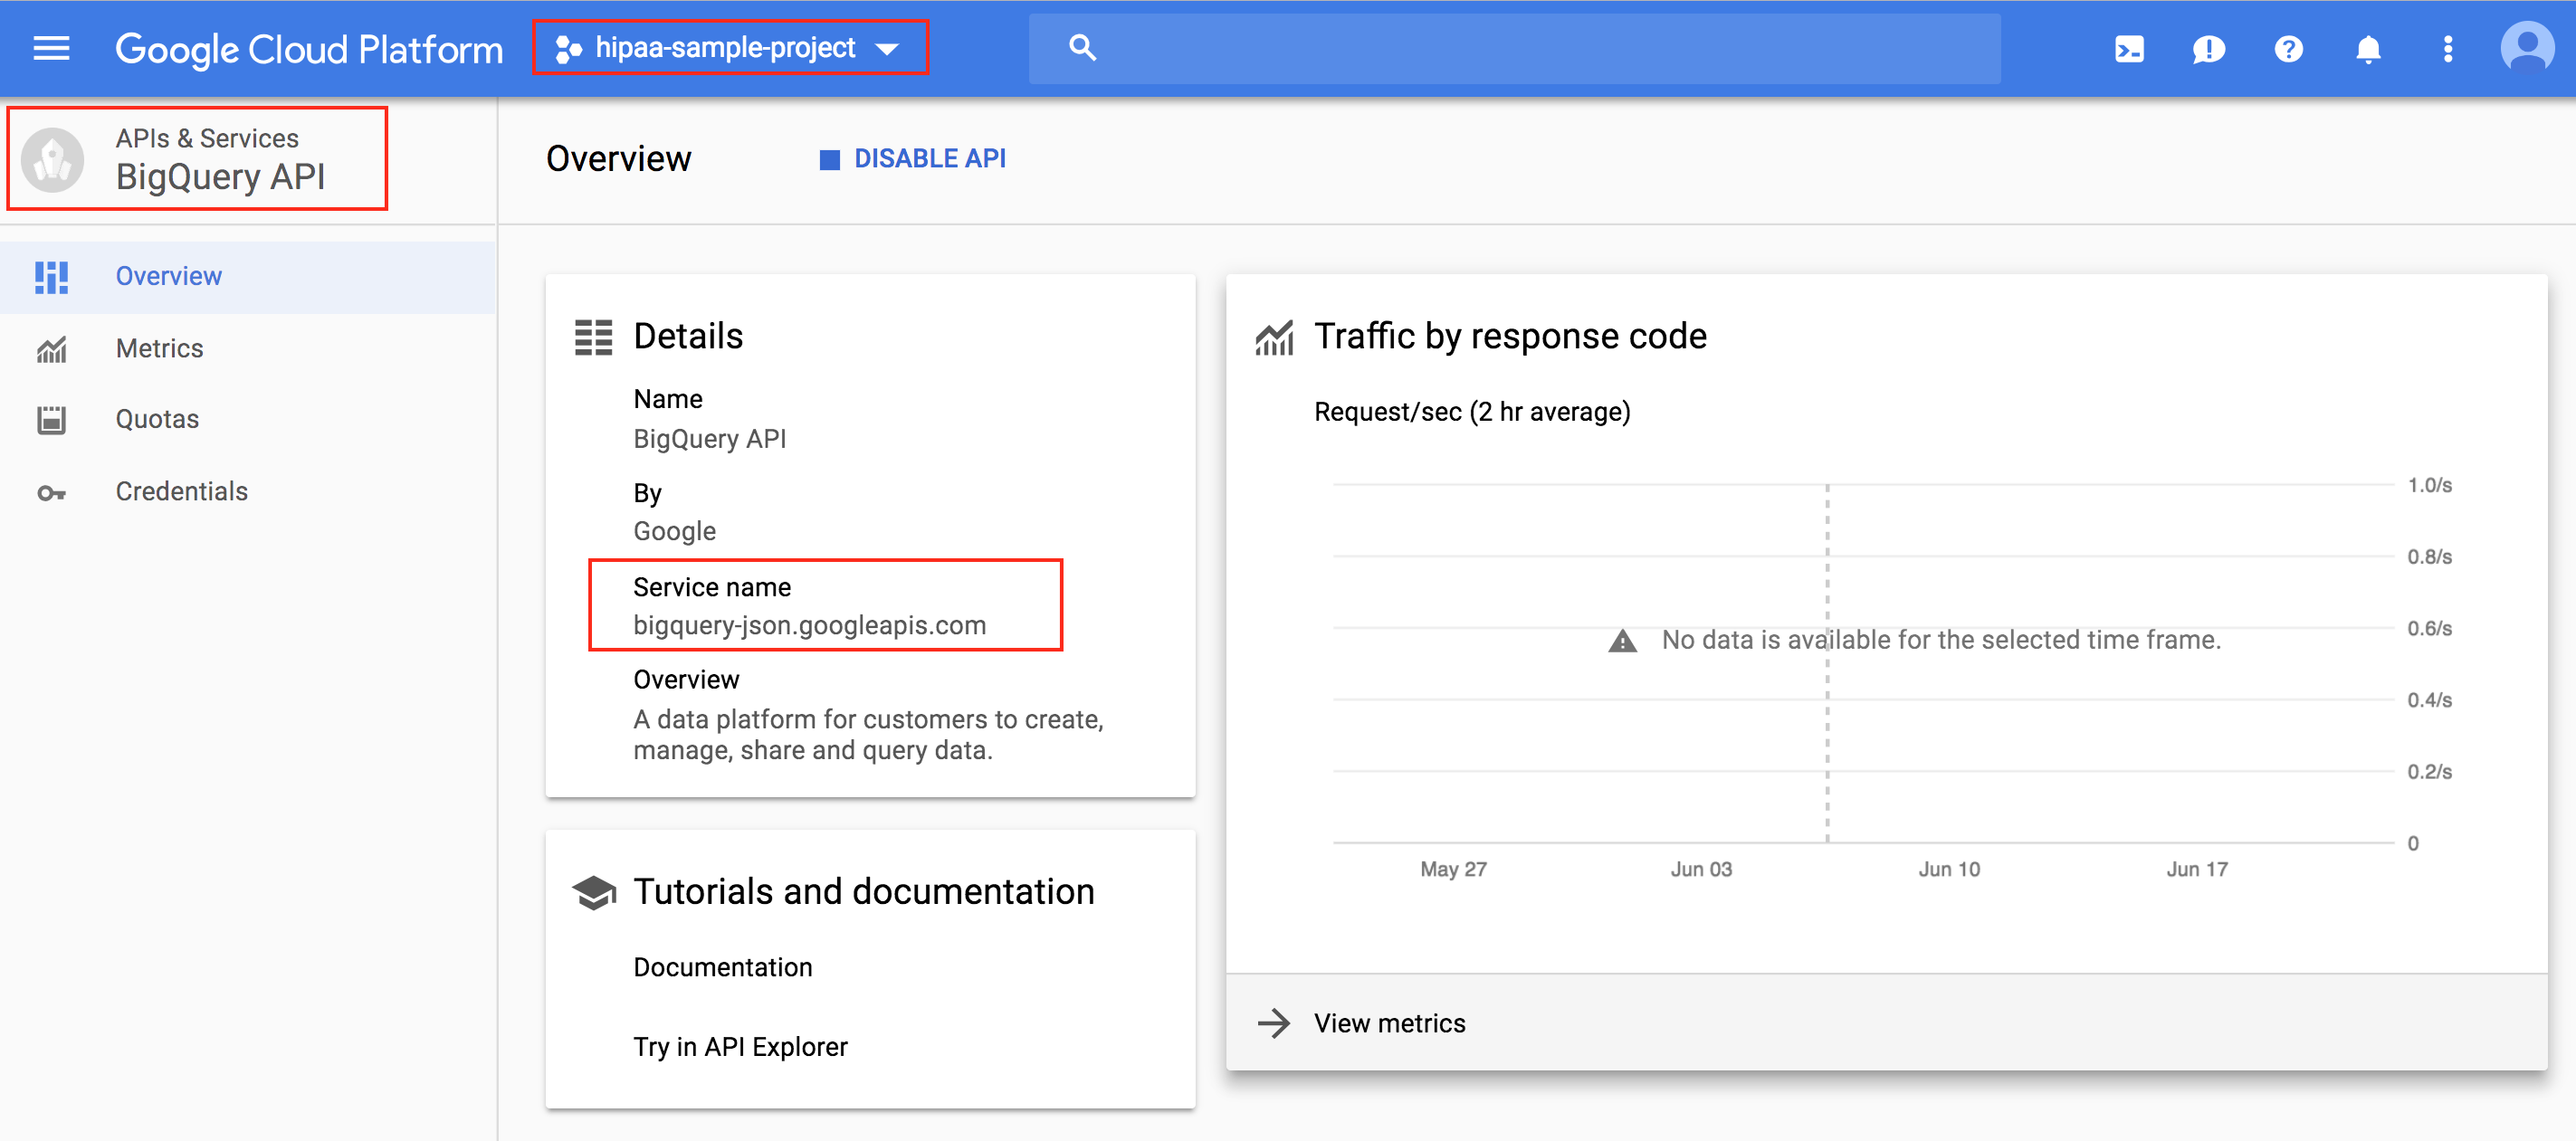 Google Cloud Platform
hipaa-sample-project
APIs & Services
BigQuery API
Overview
DISABLE API
Overview
Metrics
Quotas
Credentials
Details
Name
BigQuery API
By
Google
Service name
bigquery-json.googleapis.com
Overview
A data platform for customers to create,
manage, share and query data.
Tutorials and documentation
Documentation
Try in API Explorer
Traffic by response code
Request/sec (2 hr average)
1.0/s
0.8/s
No data is available for the selected time frame.
0.6/s
0.4/s
0.2/s
0
May 27
Jun 03
Jun 10
Jun 17
View metrics